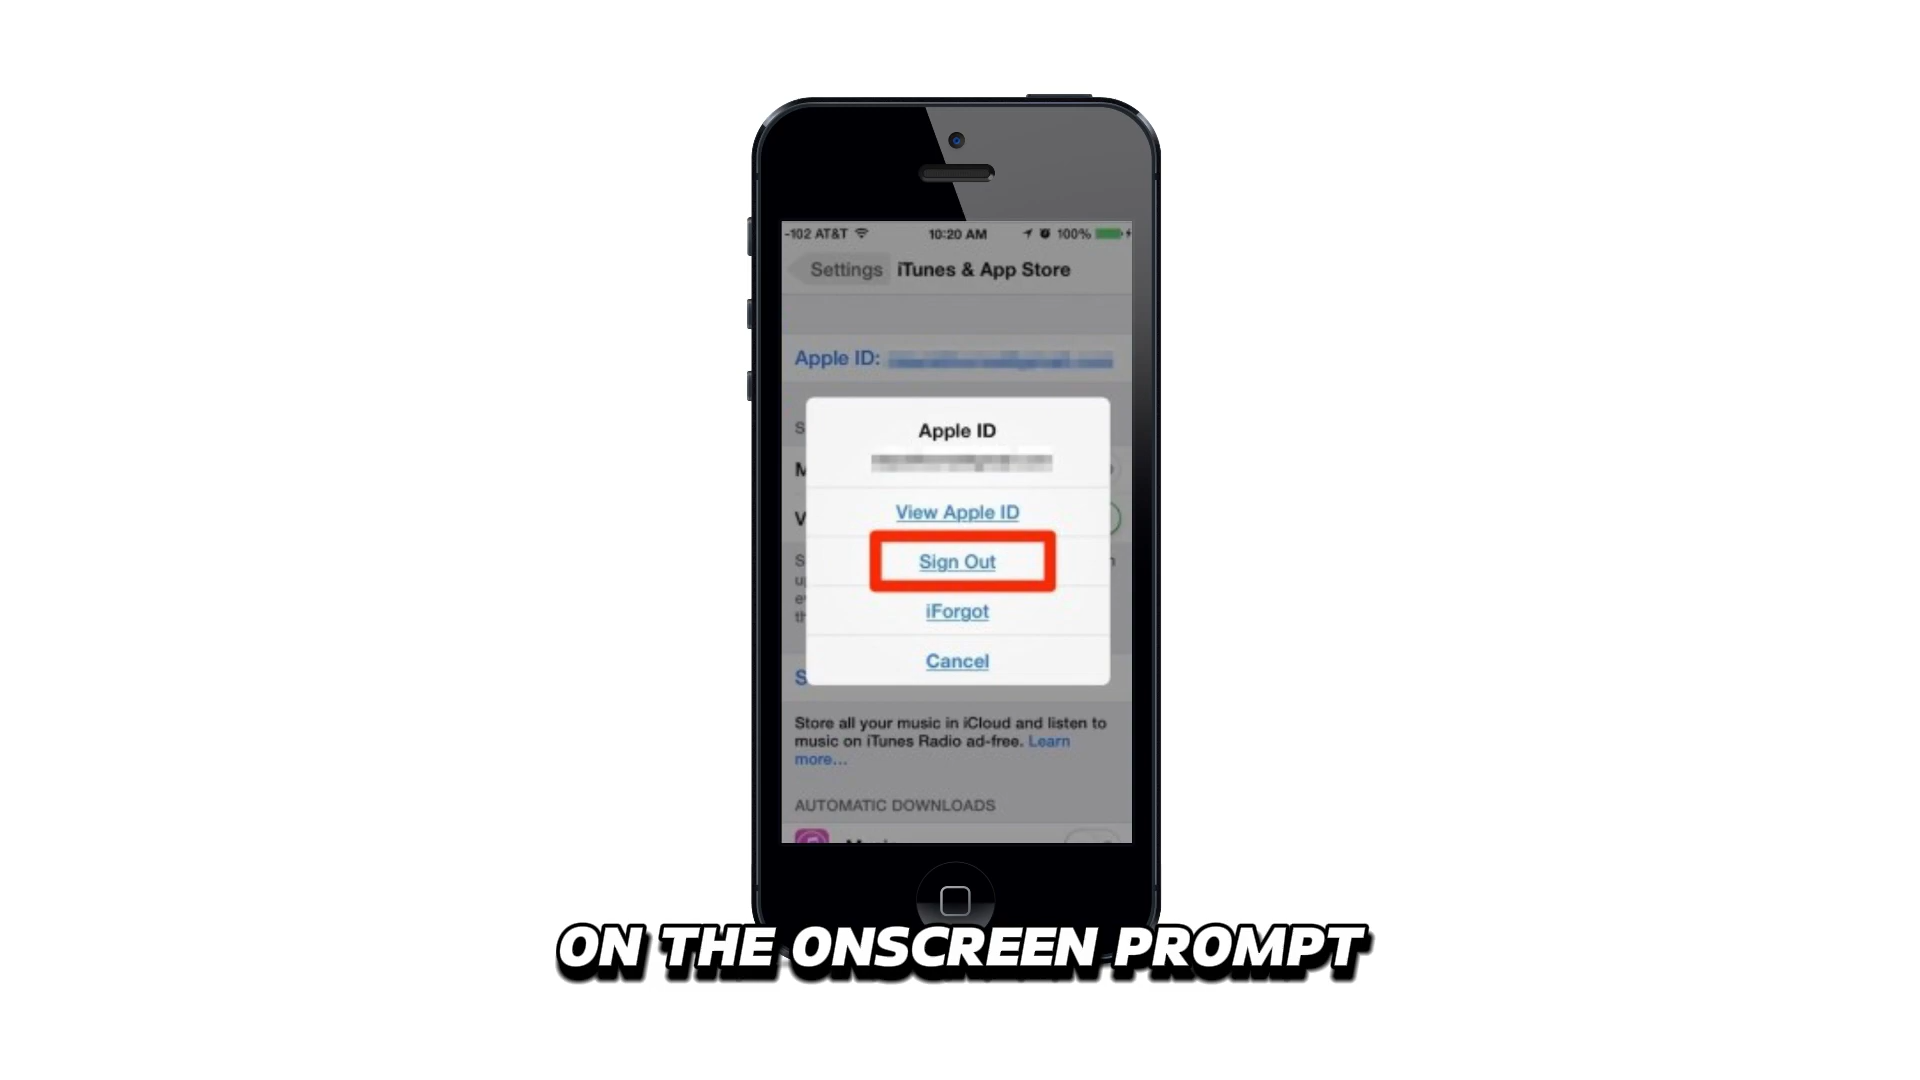 -102 AT&T 10:20 AM 100%
Settings iTunes & App Store
Apple ID:
Apple ID
View Apple ID
Sign Out
iForgot
Cancel
Store all your music in iCloud and listen to
music on iTunes Radio ad-free. Learn
more...
AUTOMATIC DOWNLOADS
ON THE ONSCREEN PROMPT